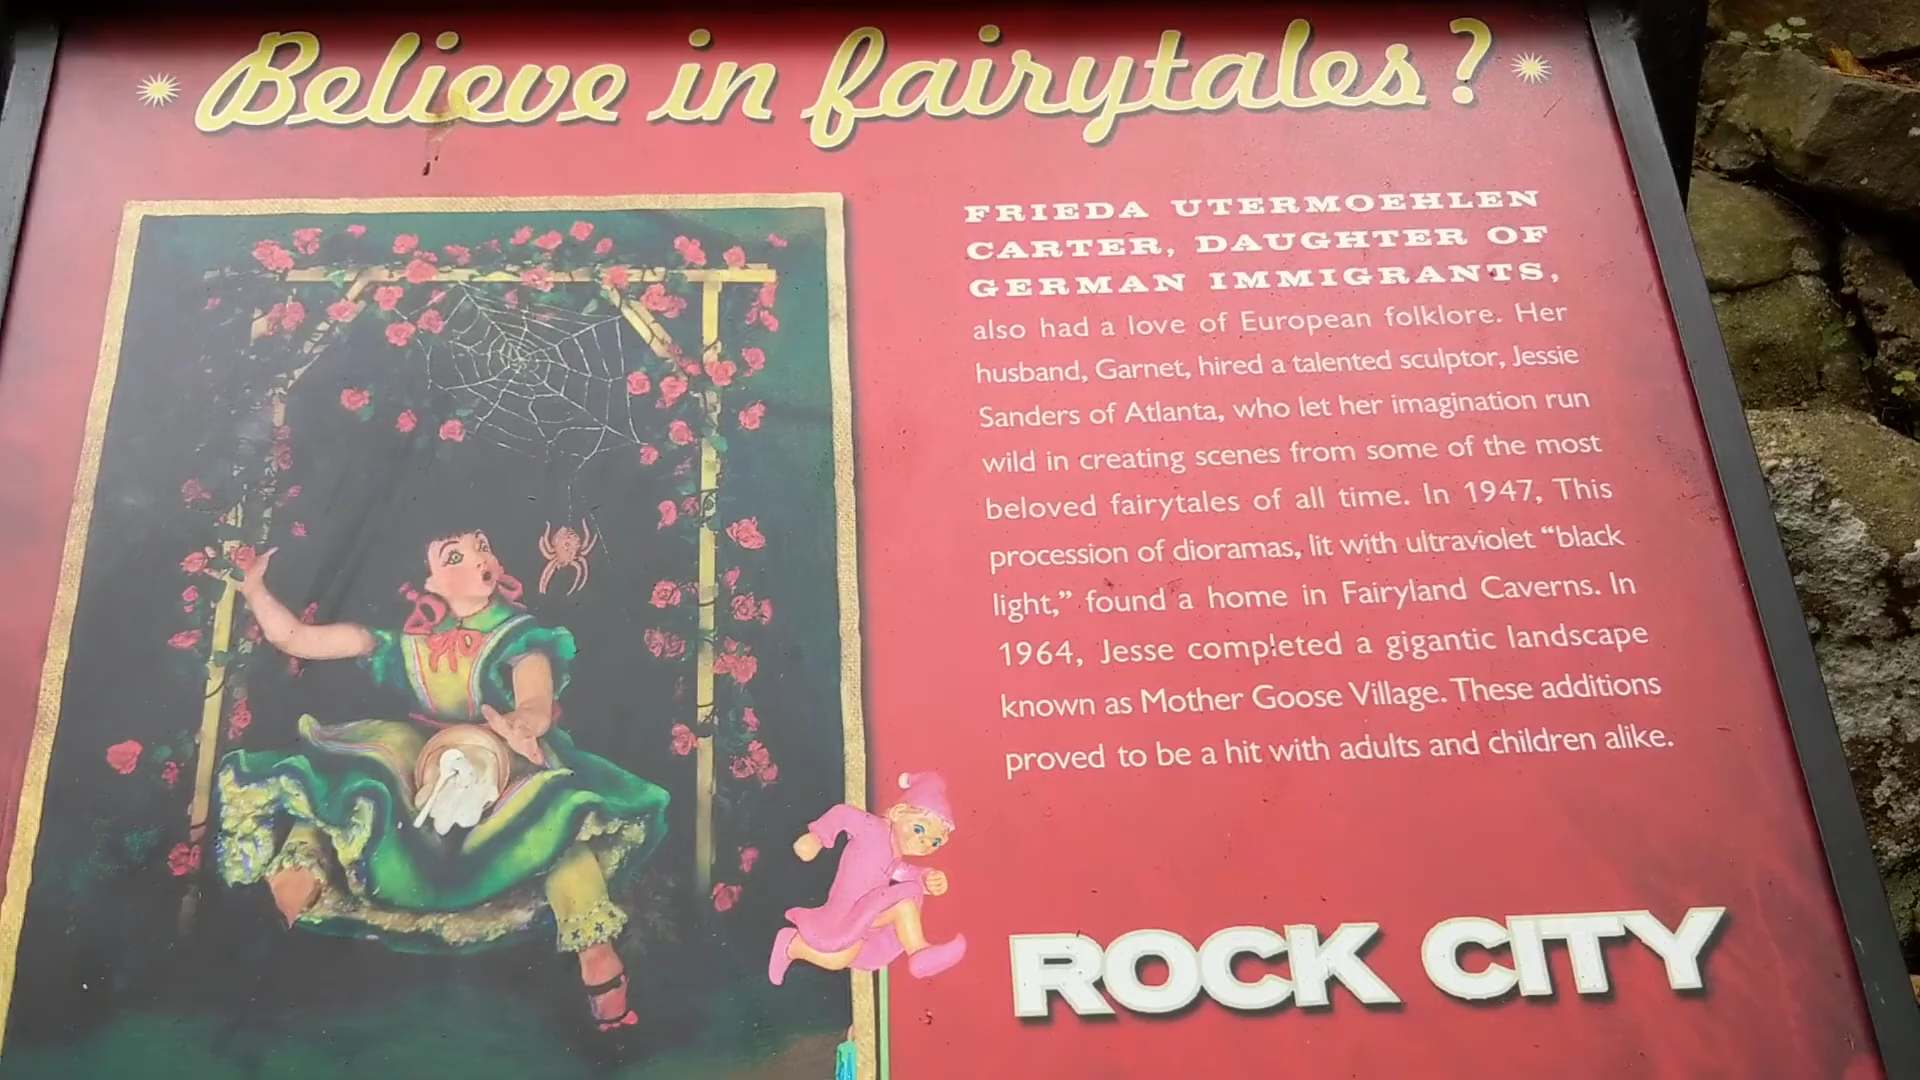 Believe in fairytales?
FRIEDA UTERMOEHLEN
CARTER, DAUGHTER OF
GERMAN IMMIGRANTS,
also had a love of European folklore. Her
husband, Garnet, hired a talented sculptor, Jessie
Sanders of Atlanta, who let her imagination run
wild in creating scenes from some of the most
beloved fairytales of all time. In 1947, This
procession of dioramas, lit with ultraviolet “black
light,” found a home in Fairyland Caverns. In
1964, Jesse completed a gigantic landscape
known as Mother Goose Village. These additions
proved to be a hit with adults and children alike.
ROCK CITY